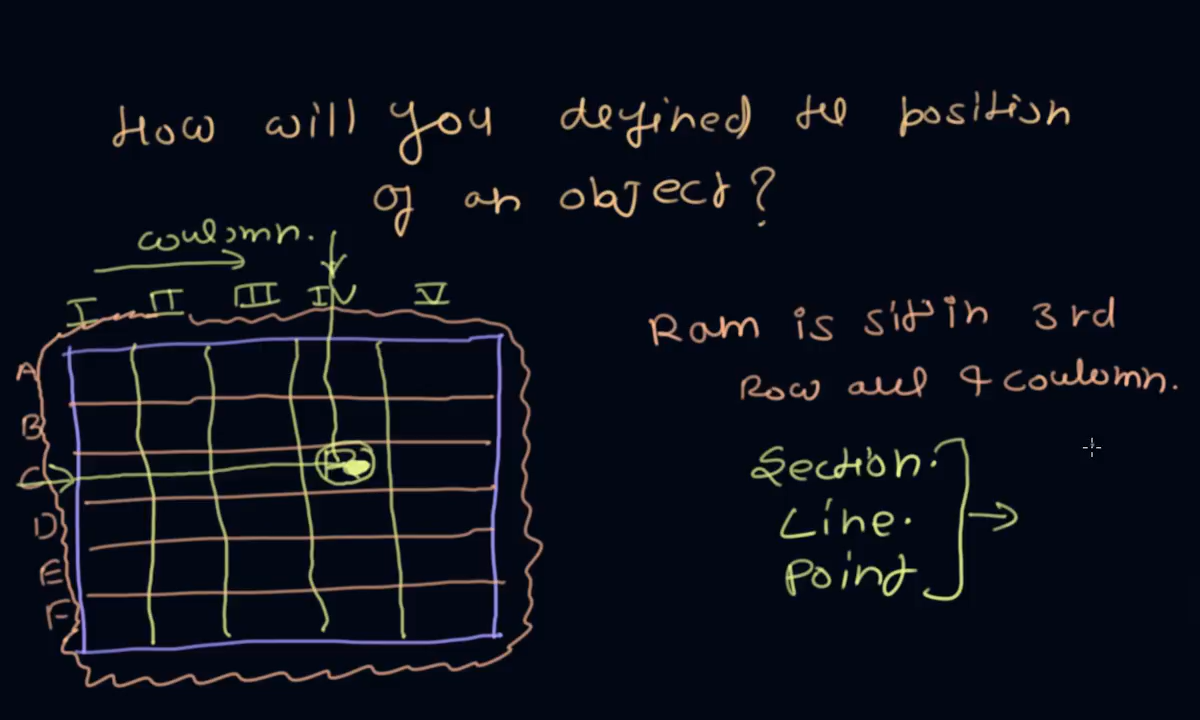 How will you defined the position
of an object?
coulomn.
I II III IV V
A
B
C
R
D
E
F
Ram is sit in 3rd
Row and 4 coulomn.
Section.
Line.
Point